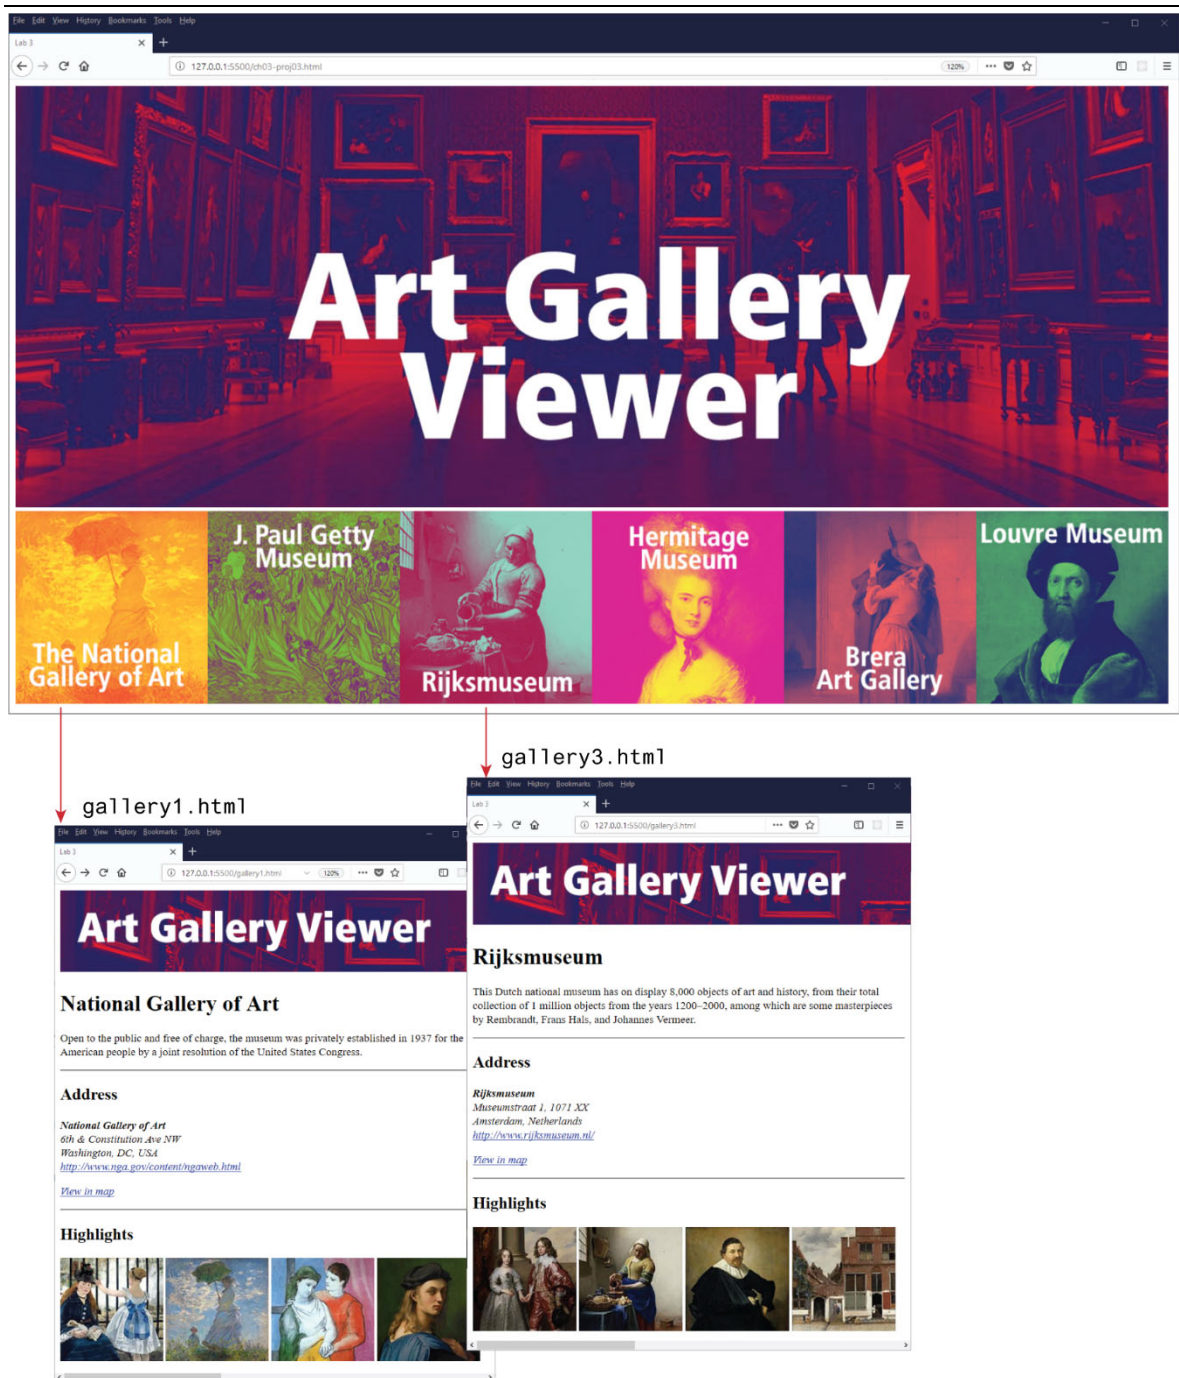 File Edit View History Bookmarks Tools Help
Lab 3
127.0.0.1:5500/ch03-proj03.html
120%
Art Gallery
Viewer
The National
Gallery of Art
J. Paul Getty
Museum
Rijksmuseum
Hermitage
Museum
Brera
Art Gallery
Louvre Museum
gallery1.html
File Edit View History Bookmarks Tools Help
Lab 3
127.0.0.1:5500/gallery1.html
120%
Art Gallery Viewer
National Gallery of Art
Open to the public and free of charge, the museum was privately established in 1937 for the
American people by a joint resolution of the United States Congress.
Address
National Gallery of Art
6th & Constitution Ave NW
Washington, DC, USA
http://www.nga.gov/content/ngaweb.html
View in map
Highlights
gallery3.html
File Edit View History Bookmarks Tools Help
Lab 3
127.0.0.1:5500/gallery3.html
Art Gallery Viewer
Rijksmuseum
This Dutch national museum has on display 8,000 objects of art and history, from their total
collection of 1 million objects from the years 1200–2000, among which are some masterpieces
by Rembrandt, Frans Hals, and Johannes Vermeer.
Address
Rijksmuseum
Museumstraat 1, 1071 XX
Amsterdam, Netherlands
http://www.rijksmuseum.nl/
View in map
Highlights